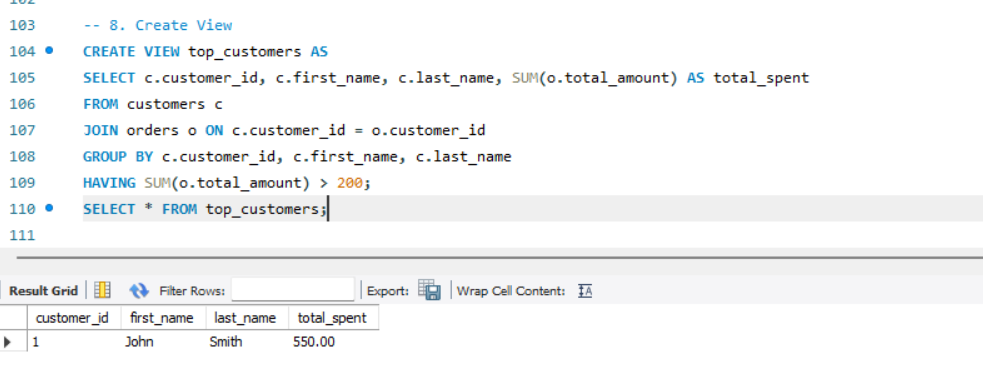 102
103 -- 8. Create View
104 CREATE VIEW top_customers AS
105 SELECT c.customer_id, c.first_name, c.last_name, SUM(o.total_amount) AS total_spent
106 FROM customers c
107 JOIN orders o ON c.customer_id = o.customer_id
108 GROUP BY c.customer_id, c.first_name, c.last_name
109 HAVING SUM(o.total_amount) > 200;
110 SELECT * FROM top_customers;
111
Result Grid Filter Rows: Export: Wrap Cell Content:
customer_id first_name last_name total_spent
1 John Smith 550.00